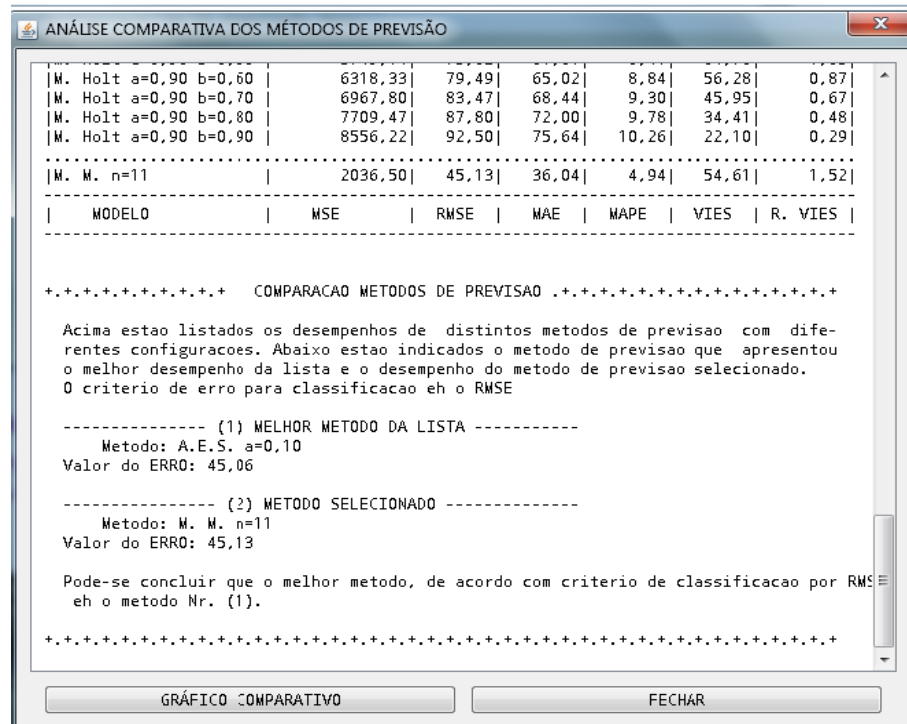 ANÁLISE COMPARATIVA DOS MÉTODOS DE PREVISÃO
|M. Holt a=0,90 b=0,60 | 6318,33| 79,49| 65,02| 8,84| 56,28| 0,87|
|M. Holt a=0,90 b=0,70 | 6967,80| 83,47| 68,44| 9,30| 45,95| 0,67|
|M. Holt a=0,90 b=0,80 | 7709,47| 87,80| 72,00| 9,78| 34,41| 0,48|
|M. Holt a=0,90 b=0,90 | 8556,22| 92,50| 75,64| 10,26| 22,10| 0,29|
|M. M. n=11 | 2036,50| 45,13| 36,04| 4,94| 54,61| 1,52|
| MODELO | MSE | RMSE | MAE | MAPE | VIES | R. VIES |
+.+.+.+.+.+.+.+.+.+ COMPARACAO METODOS DE PREVISAO .+.+.+.+.+.+.+.+.+.+.+.+.+.+.+
Acima estao listados os desempenhos de distintos metodos de previsao com dife-
rentes configuracoes. Abaixo estao indicados o metodo de previsao que apresentou
o melhor desempenho da lista e o desempenho do metodo de previsao selecionado.
O criterio de erro para classificacao eh o RMSE
--------------- (1) MELHOR METODO DA LISTA -----------
Metodo: A.E.S. a=0,10
Valor do ERRO: 45,06
---------------- (2) METODO SELECIONADO --------------
Metodo: M. M. n=11
Valor do ERRO: 45,13
Pode-se concluir que o melhor metodo, de acordo com criterio de classificacao por RMS
eh o metodo Nr. (1).
+.+.+.+.+.+.+.+.+.+.+.+.+.+.+.+.+.+.+.+.+.+.+.+.+.+.+.+.+.+.+.+.+.+.+.+.+.+.+.+.+.+
GRÁFICO COMPARATIVO
FECHAR